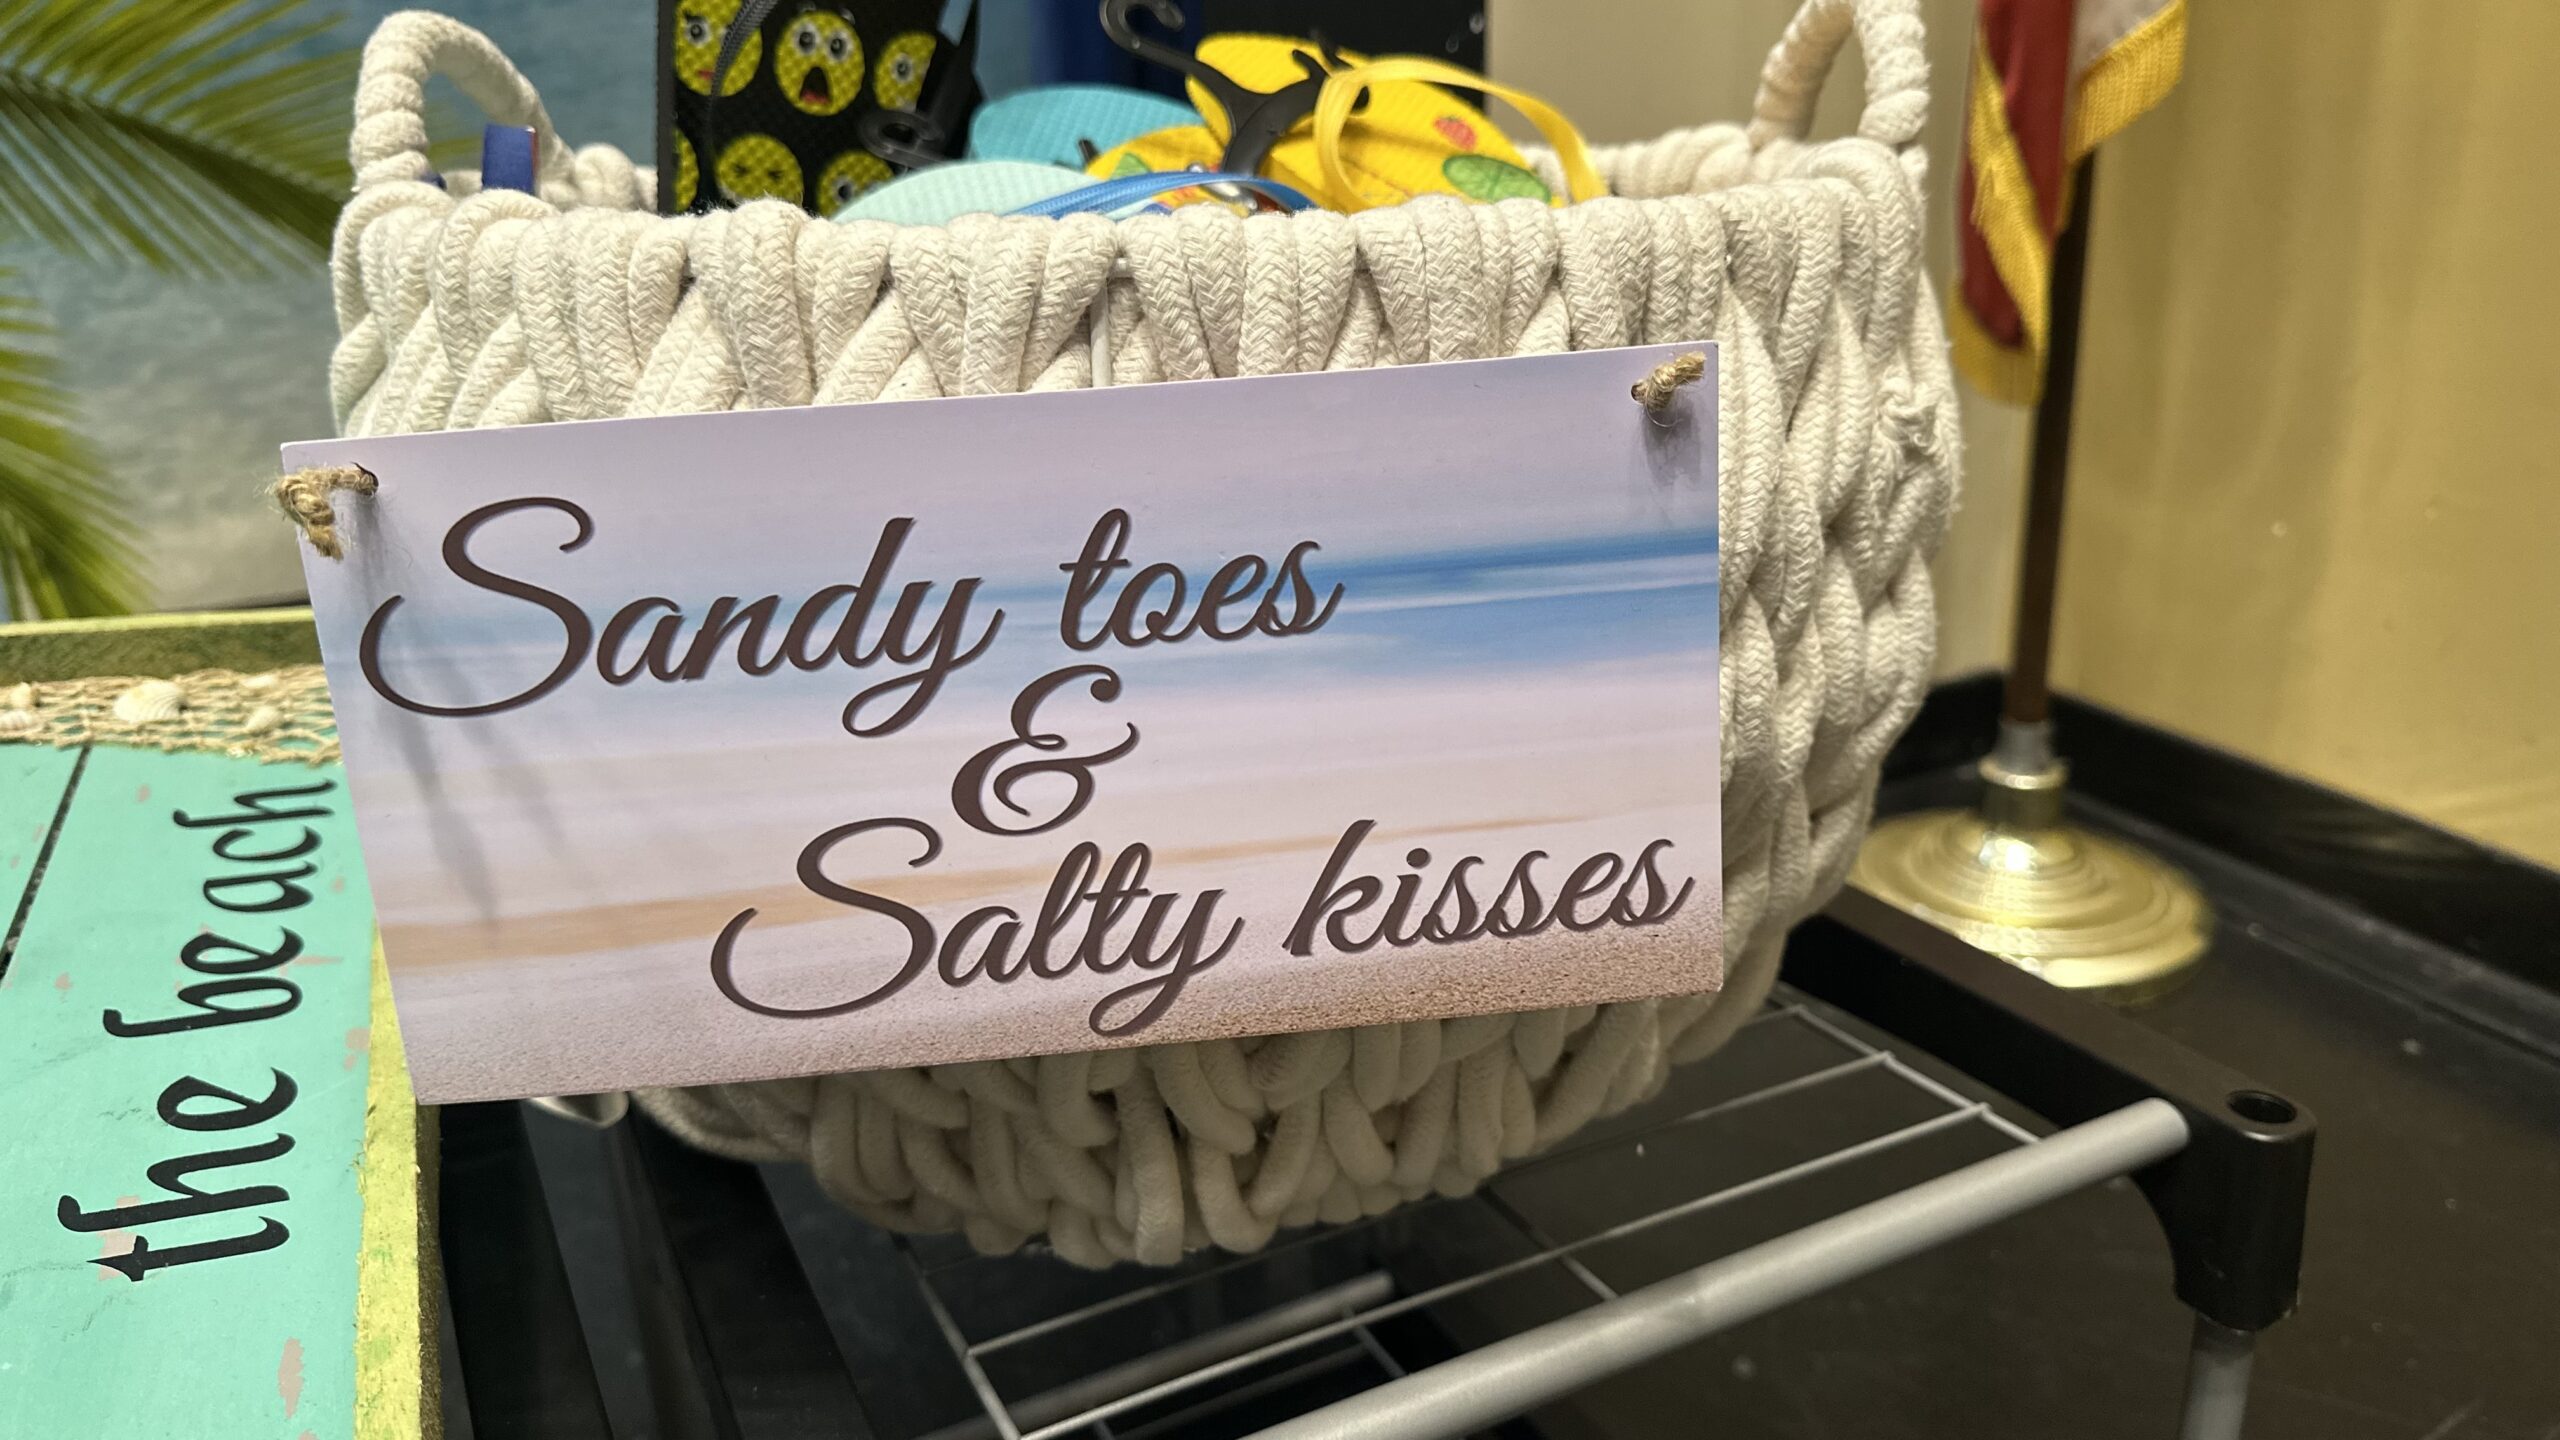 Sandy toes
&
Salty kisses
the beach